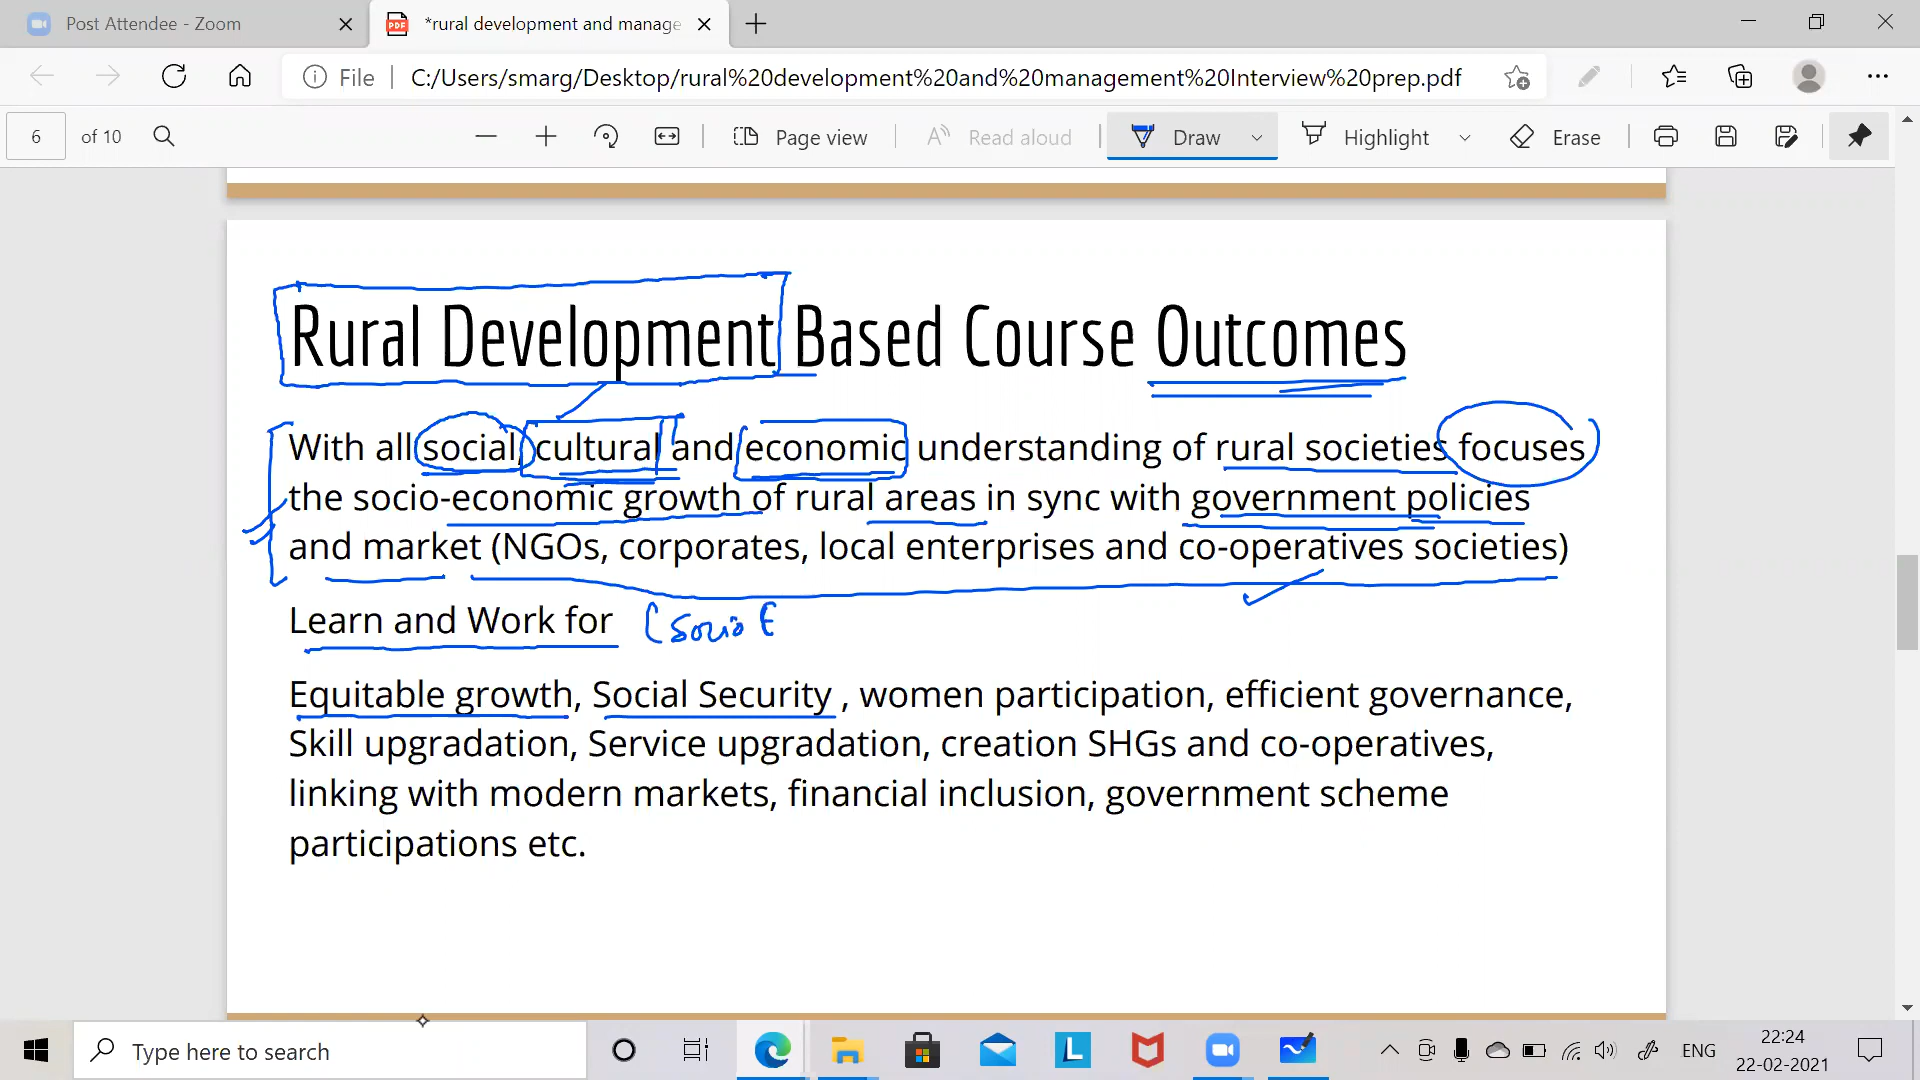 Post Attendee - Zoom
*rural development and manage
File
C:/Users/smarg/Desktop/rural%20development%20and%20management%20Interview%20prep.pdf
6 of 10
Page view
Read aloud
Draw
Highlight
Erase
Rural Development Based Course Outcomes
With all social, cultural and economic understanding of rural societies focuses
the socio-economic growth of rural areas in sync with government policies
and market (NGOs, corporates, local enterprises and co-operatives societies)
Learn and Work for
(Socio E
Equitable growth, Social Security , women participation, efficient governance,
Skill upgradation, Service upgradation, creation SHGs and co-operatives,
linking with modern markets, financial inclusion, government scheme
participations etc.
Type here to search
ENG
22:24
22-02-2021